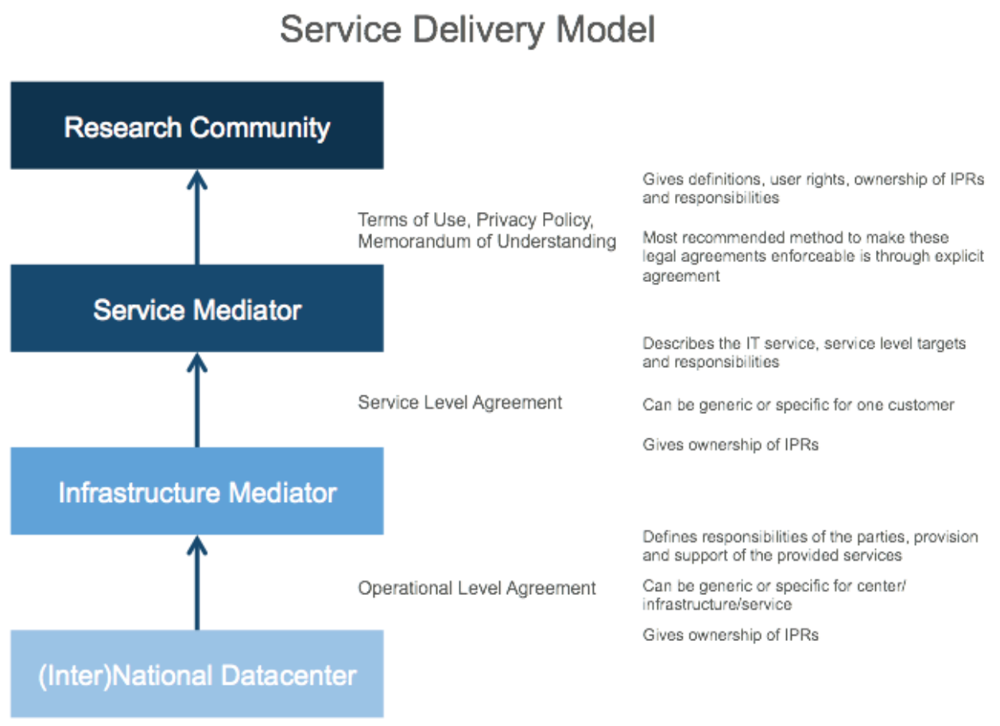 Service Delivery Model
Research Community
Gives definitions, user rights, ownership of IPRs
and responsibilities
Terms of Use, Privacy Policy,
Memorandum of Understanding
Most recommended method to make these
legal agreements enforceable is through explicit
agreement
Service Mediator
Describes the IT service, service level targets
and responsibilities
Service Level Agreement
Can be generic or specific for one customer
Gives ownership of IPRs
Infrastructure Mediator
Defines responsibilities of the parties, provision
and support of the provided services
Operational Level Agreement
Can be generic or specific for center/
infrastructure/service
Gives ownership of IPRs
(Inter)National Datacenter